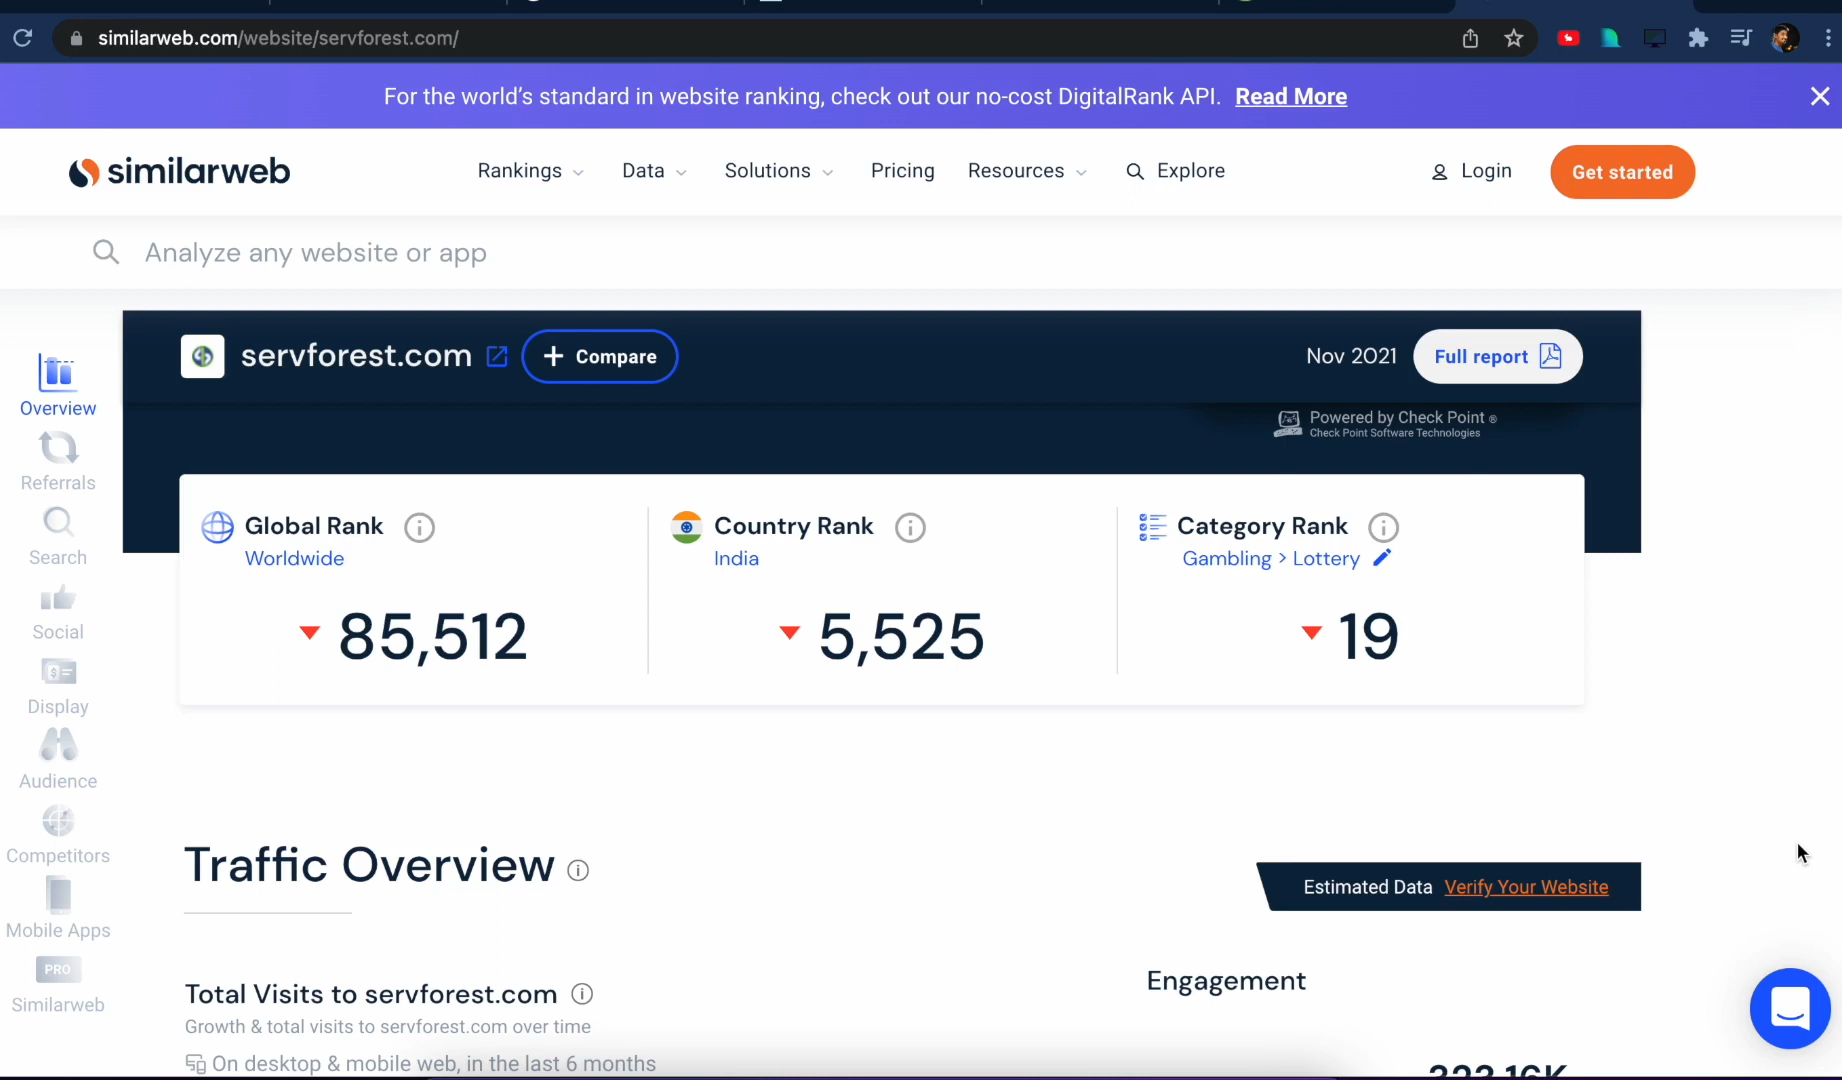 similarweb.com/website/servforest.com/
For the world's standard in website ranking, check out our no-cost DigitalRank API. Read More
similarweb
Rankings Data Solutions Pricing Resources Explore Login Get started
Analyze any website or app
servforest.com + Compare Nov 2021 Full report
Powered by Check Point ®
Check Point Software Technologies
Overview
Referrals
Search
Social
Display
Audience
Competitors
Mobile Apps
PRO
Similarweb
Global Rank
Worldwide
85,512
Country Rank
India
5,525
Category Rank
Gambling > Lottery
19
Traffic Overview
Estimated Data Verify Your Website
Total Visits to servforest.com
Growth & total visits to servforest.com over time
On desktop & mobile web, in the last 6 months
Engagement